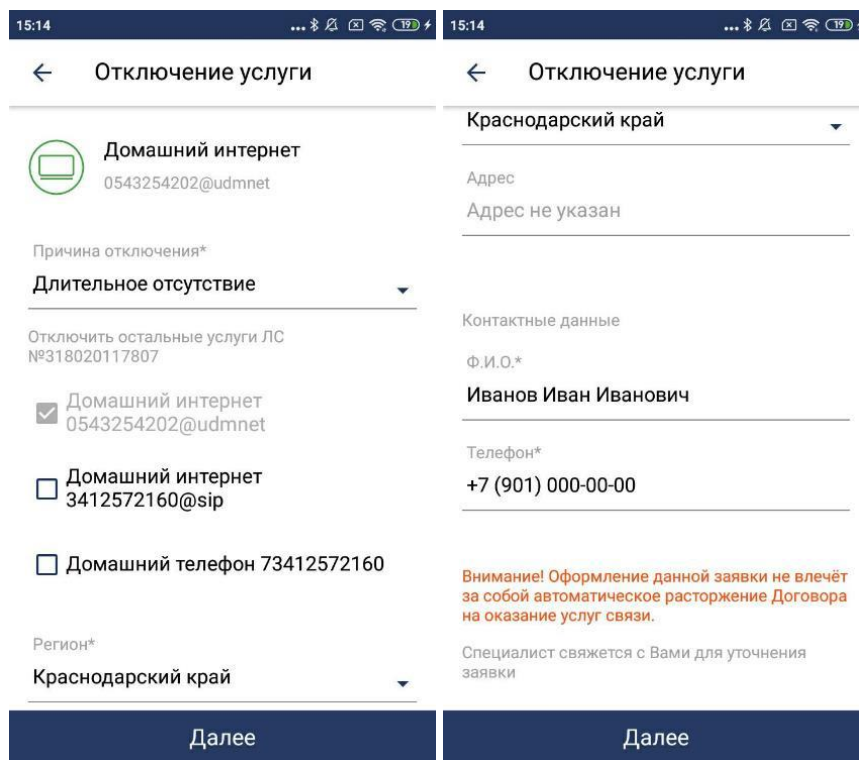 15:14
19
Отключение услуги
Домашний интернет
0543254202@udmnet
Причина отключения*
Длительное отсутствие
Отключить остальные услуги ЛС
№318020117807
Домашний интернет
0543254202@udmnet
Домашний интернет
3412572160@sip
Домашний телефон 73412572160
Регион*
Краснодарский край
Далее
15:14
19
Отключение услуги
Краснодарский край
Адрес
Адрес не указан
Контактные данные
Ф.И.О.*
Иванов Иван Иванович
Телефон*
+7 (901) 000-00-00
Внимание! Оформление данной заявки не влечёт
за собой автоматическое расторжение Договора
на оказание услуг связи.
Специалист свяжется с Вами для уточнения
заявки
Далее